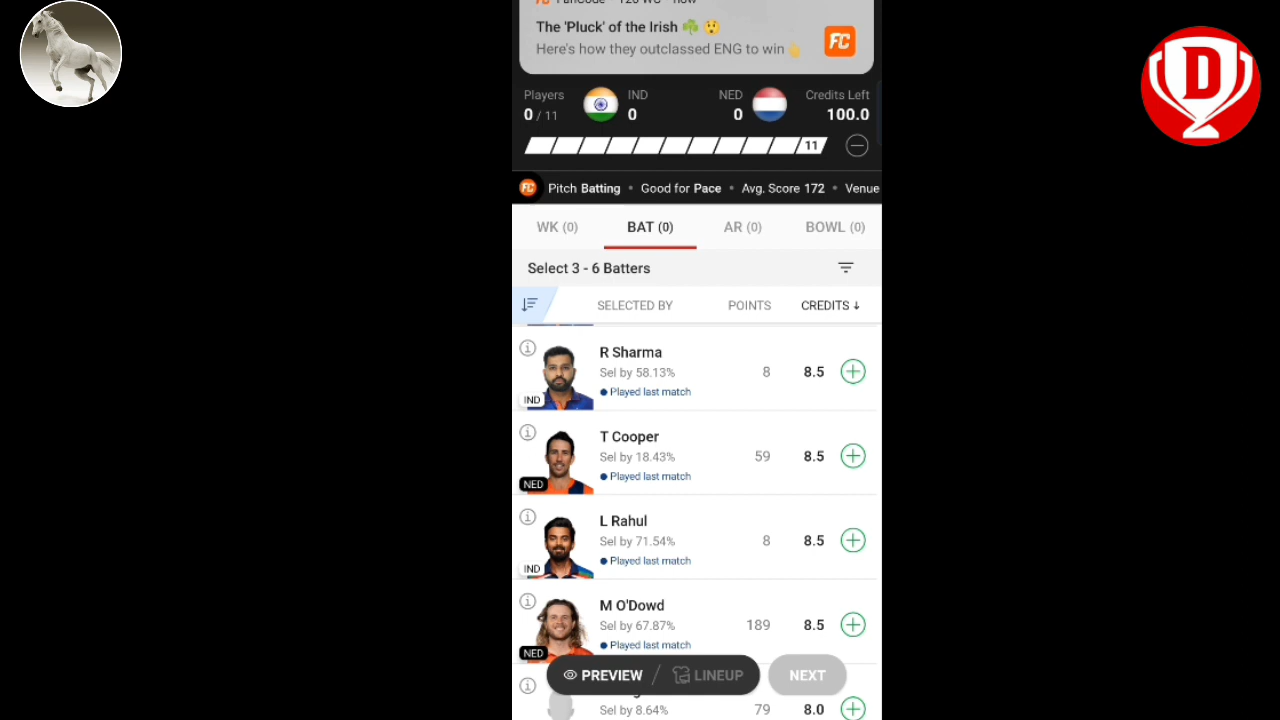 The 'Pluck' of the Irish ☘️ 😲
Here's how they outclassed ENG to win 👆
FC
Players
0 / 11
IND
0
NED
0
Credits Left
100.0
11
FC Pitch Batting • Good for Pace • Avg. Score 172 • Venue
WK (0) BAT (0) AR (0) BOWL (0)
Select 3 - 6 Batters
SELECTED BY POINTS CREDITS ↓
R Sharma
Sel by 58.13% 8 8.5
Played last match
IND
T Cooper
Sel by 18.43% 59 8.5
Played last match
NED
L Rahul
Sel by 71.54% 8 8.5
Played last match
IND
M O'Dowd
Sel by 67.87% 189 8.5
Played last match
NED
PREVIEW / LINEUP NEXT
Sel by 8.64% 79 8.0
D